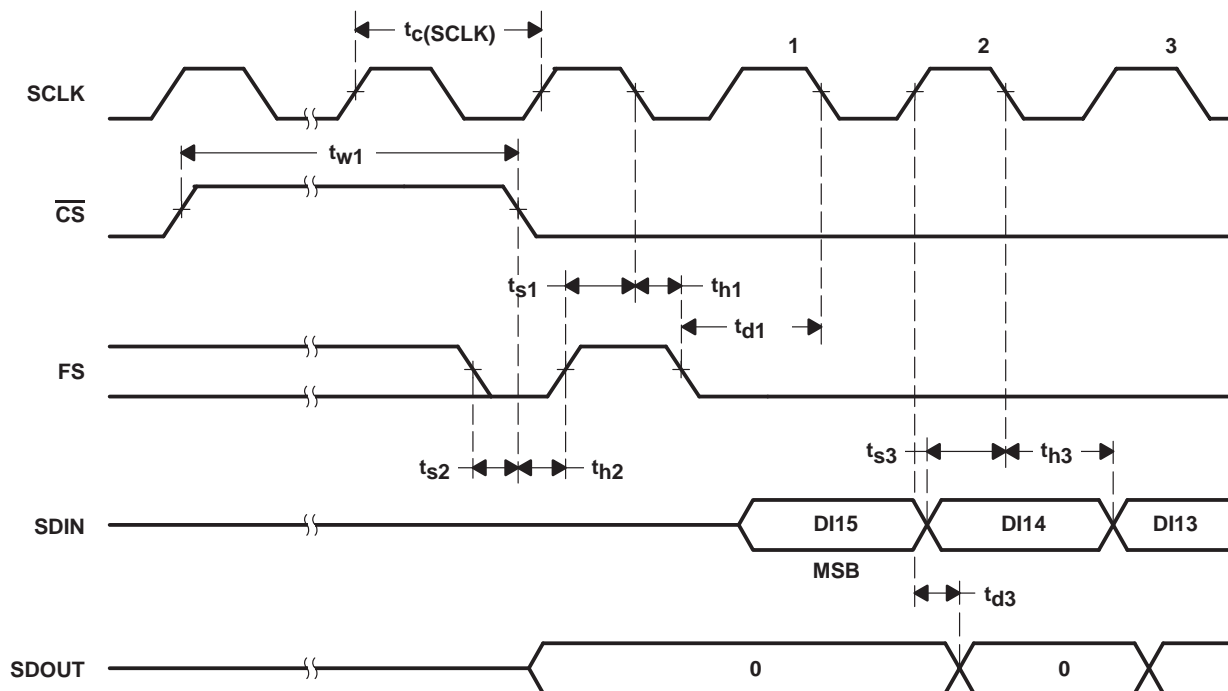 tc(SCLK)
1 2 3
SCLK
tw1
CS
ts1 th1
td1
FS
ts2 th2
ts3 th3
SDIN DI15 DI14 DI13
MSB
td3
SDOUT 0 0